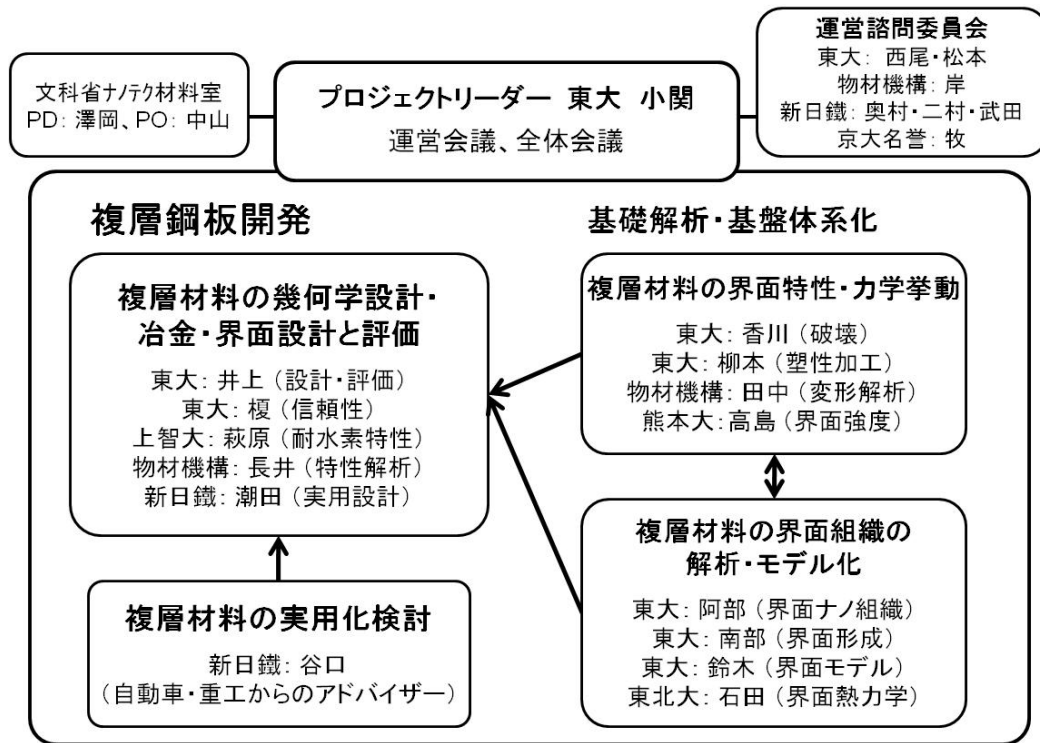 文科省ナノテク材料室
PD：澤岡、PO：中山
プロジェクトリーダー 東大 小関
運営会議、全体会議
運営諮問委員会
東大： 西尾・松本
物材機構：岸
新日鐵：奥村・二村・武田
京大名誉：牧
複層鋼板開発
複層材料の幾何学設計・
冶金・界面設計と評価
東大：井上（設計・評価）
東大：榎（信頼性）
上智大：萩原（耐水素特性）
物材機構：長井（特性解析）
新日鐵：潮田（実用設計）
複層材料の実用化検討
新日鐵：谷口
（自動車・重工からのアドバイザー）
基礎解析・基盤体系化
複層材料の界面特性・力学挙動
東大：香川（破壊）
東大：柳本（塑性加工）
物材機構：田中（変形解析）
熊本大：高島（界面強度）
複層材料の界面組織の
解析・モデル化
東大：阿部（界面ナノ組織）
東大：南部（界面形成）
東大：鈴木（界面モデル）
東北大：石田（界面熱力学）